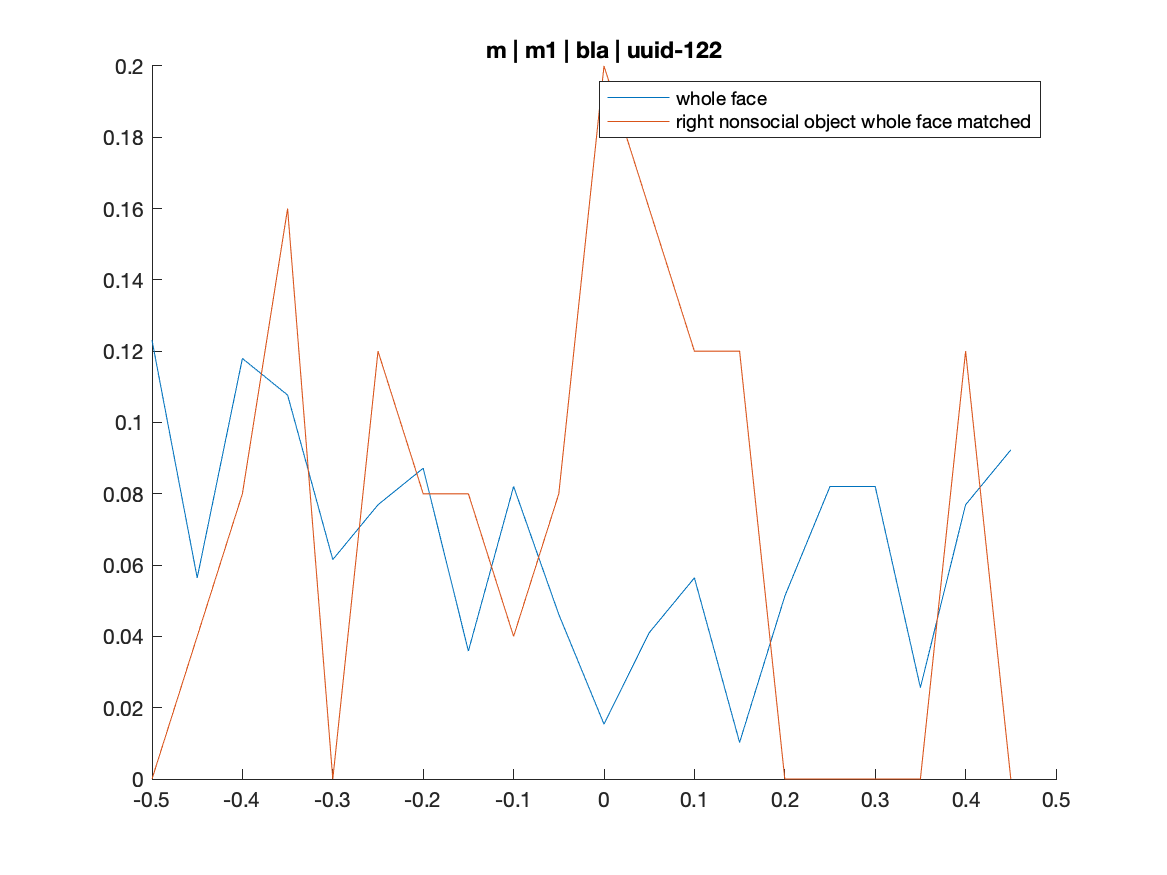 m | m1 | bla | uuid-122
whole face
right nonsocial object whole face matched
0.2
0.18
0.16
0.14
0.12
0.1
0.08
0.06
0.04
0.02
0
-0.5 -0.4 -0.3 -0.2 -0.1 0 0.1 0.2 0.3 0.4 0.5